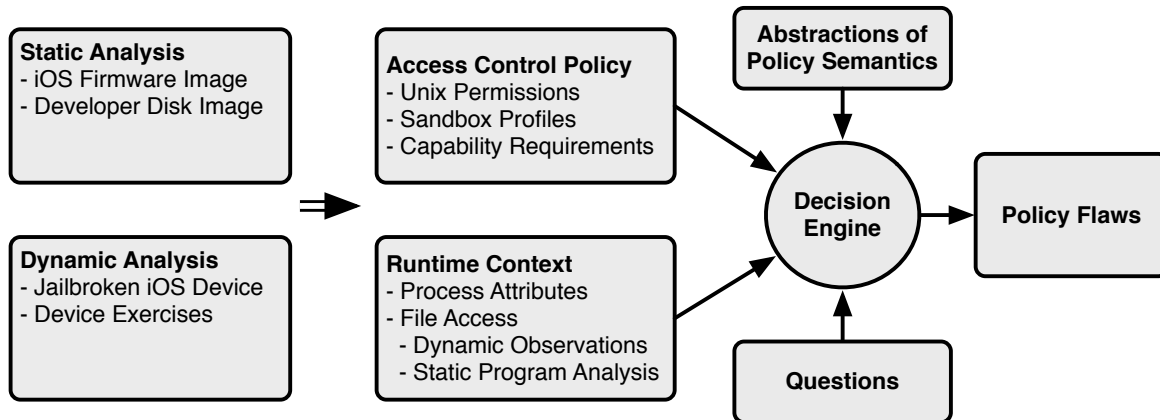 Static Analysis
- iOS Firmware Image
- Developer Disk Image
Dynamic Analysis
- Jailbroken iOS Device
- Device Exercises
Access Control Policy
- Unix Permissions
- Sandbox Profiles
- Capability Requirements
Runtime Context
- Process Attributes
- File Access
- Dynamic Observations
- Static Program Analysis
Abstractions of
Policy Semantics
Decision
Engine
Questions
Policy Flaws